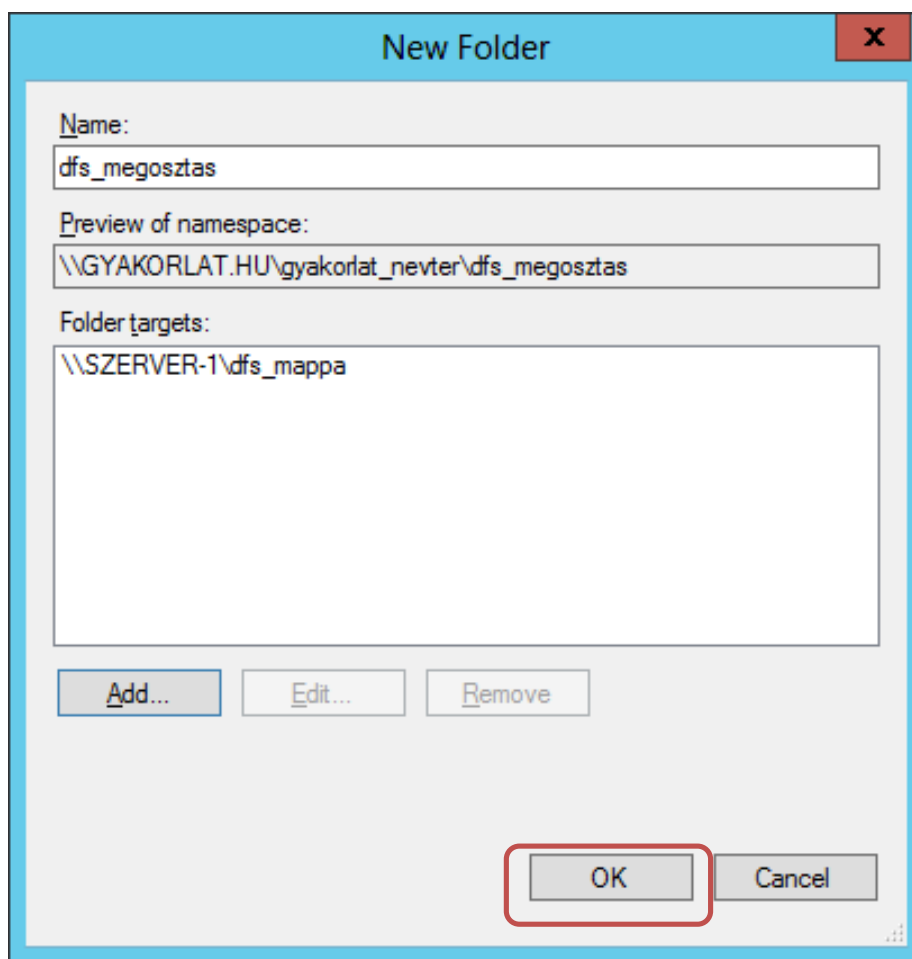 New Folder
x
Name:
dfs_megosztas
Preview of namespace:
\\GYAKORLAT.HU\gyakorlat_nevter\dfs_megosztas
Folder targets:
\\SZERVER-1\dfs_mappa
Add... Edit... Remove
OK Cancel